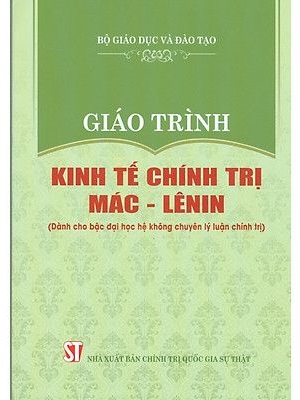 BỘ GIÁO DỤC VÀ ĐÀO TẠO
GIÁO TRÌNH
KINH TẾ CHÍNH TRỊ
MÁC - LÊNIN
(Dành cho bậc đại học hệ không chuyên lý luận chính trị)
ST
NHÀ XUẤT BẢN CHÍNH TRỊ QUỐC GIA SỰ THẬT